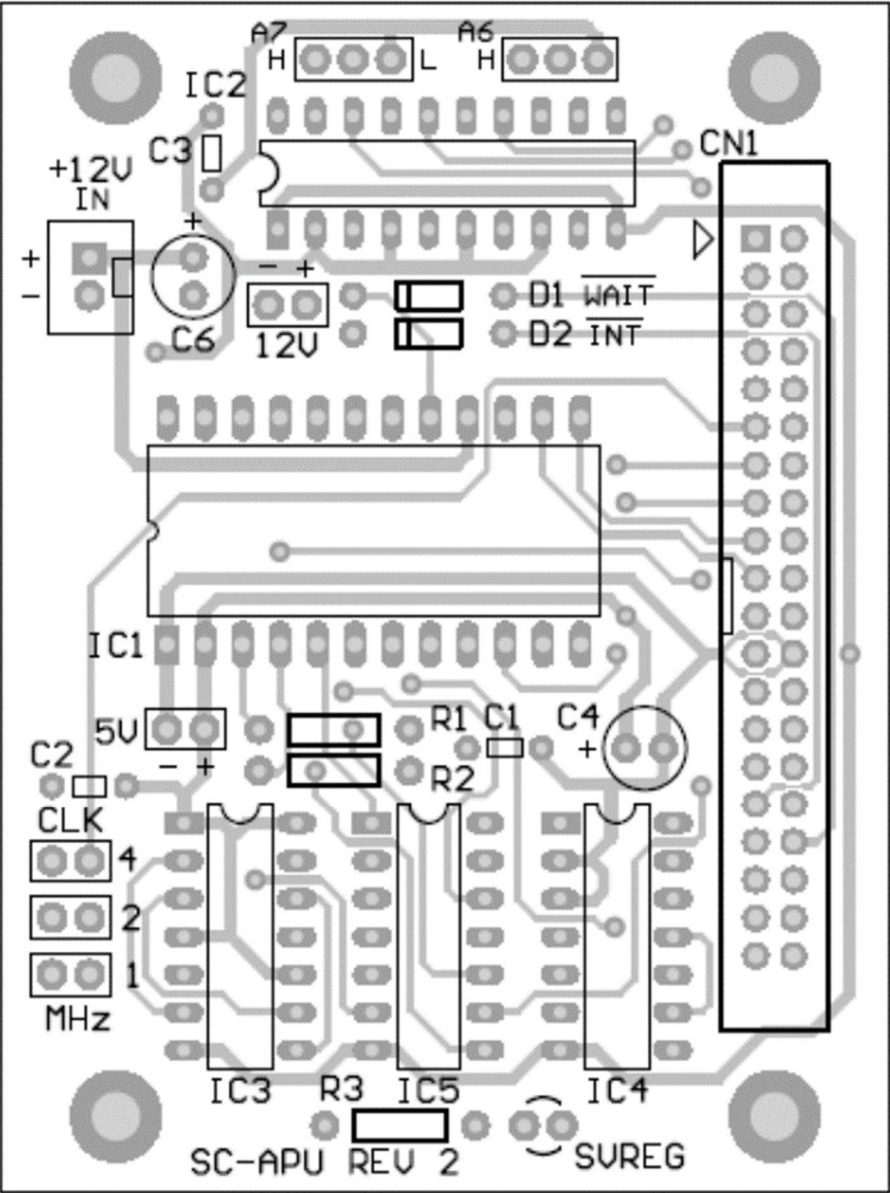 A7
A6
H L
H
IC2
C3
CN1
+12V
IN
+
+
-
- +
C6
12V
D1 WAIT
D2 INT
IC1
5V
- +
R1
C1
C4
+
R2
C2
CLK
4
2
1
MHz
IC3
R3
IC5
IC4
SC-APU REV 2
SVREG